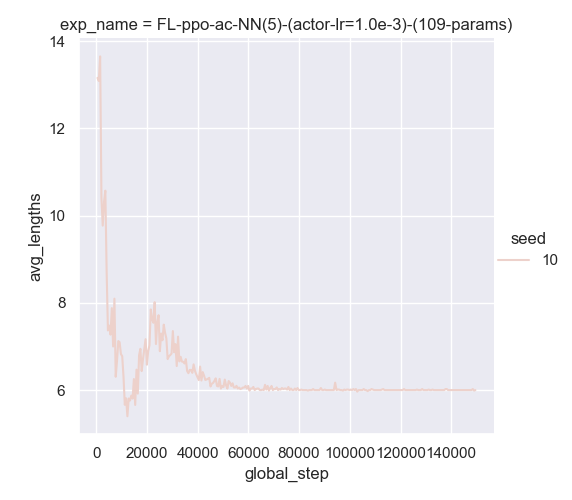 exp_name = FL-ppo-ac-NN(5)-(actor-lr=1.0e-3)-(109-params)
14
12
10
8
6
avg_lengths
0 20000 40000 60000 80000 100000 120000 140000
global_step
seed
10